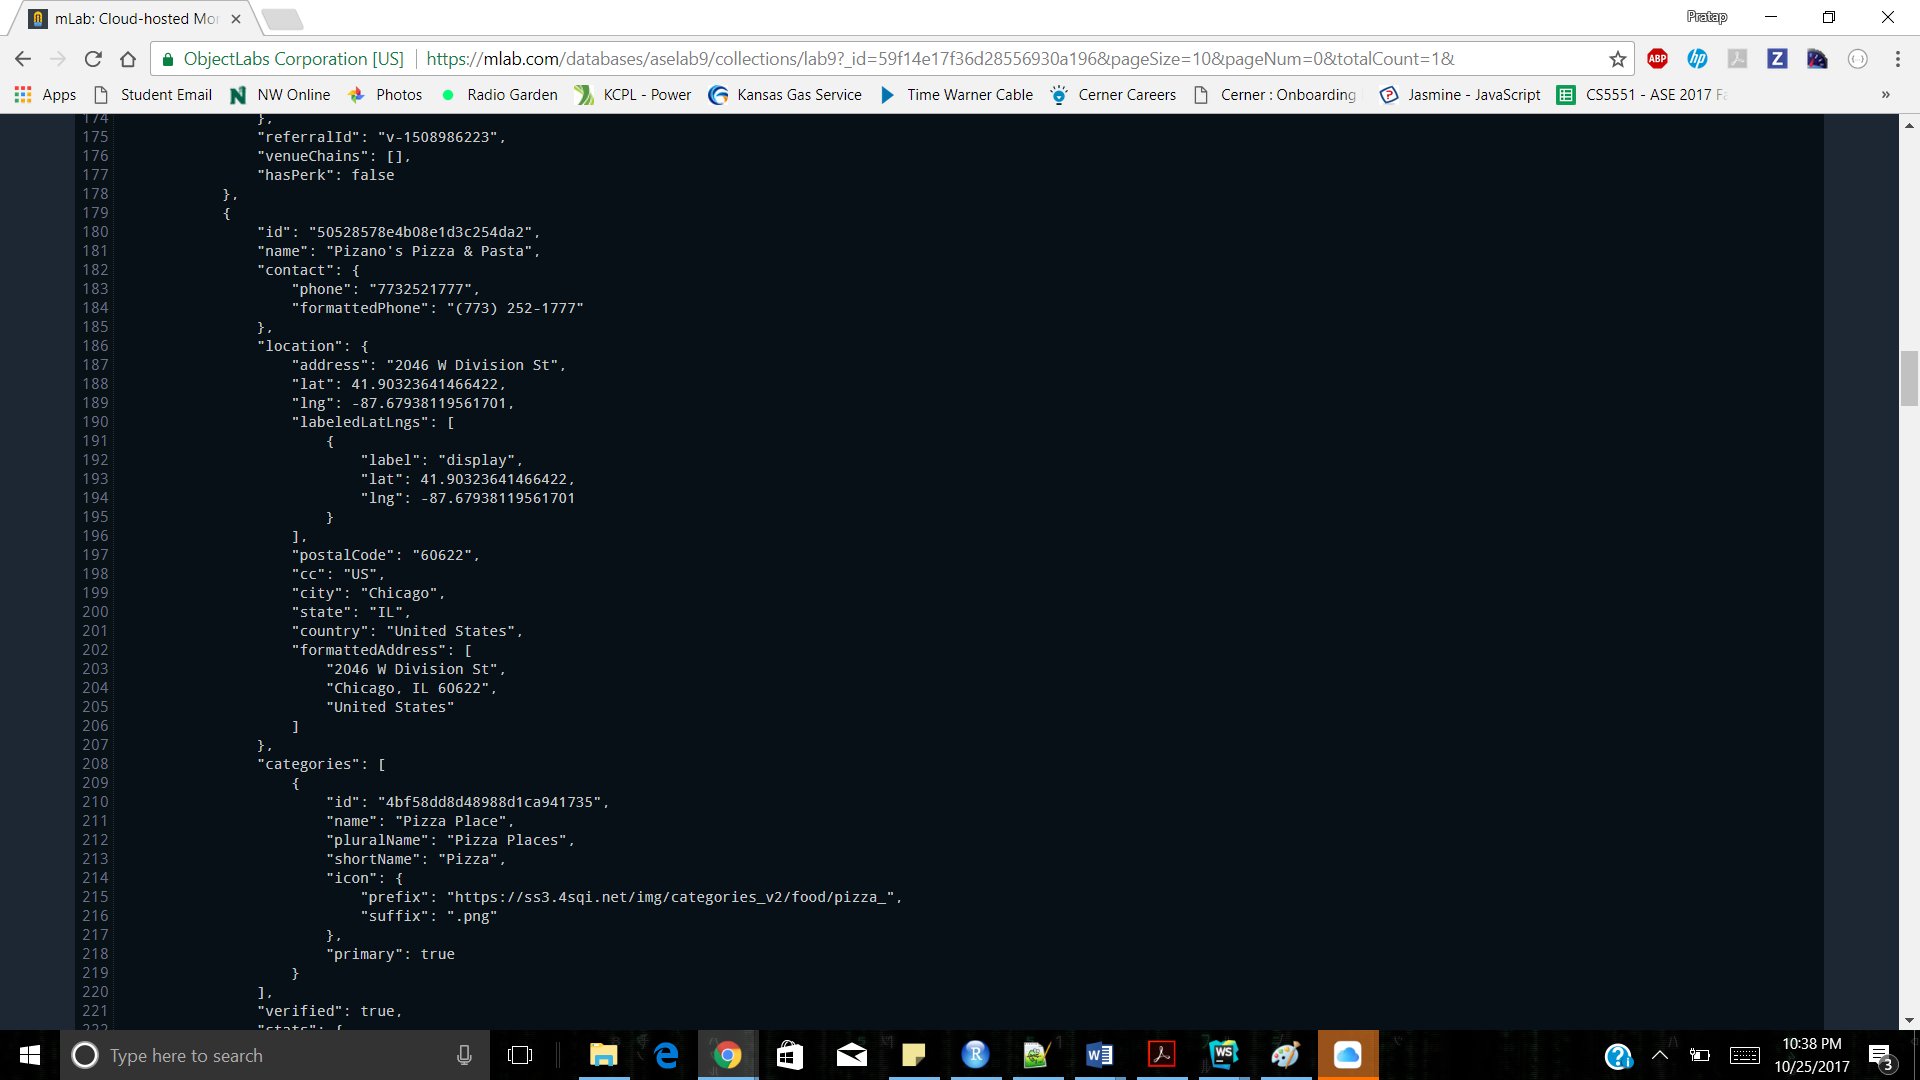 mLab: Cloud-hosted Mon
Pratap
ObjectLabs Corporation [US]
https://mlab.com/databases/aselab9/collections/lab9?_id=59f14e17f36d28556930a196&pageSize=10&pageNum=0&totalCount=1&
Apps
Student Email
NW Online
Photos
Radio Garden
KCPL - Power
Kansas Gas Service
Time Warner Cable
Cerner Careers
Cerner : Onboarding
Jasmine - JavaScript
CS5551 - ASE 2017 Fa
»
174 },
175 "referralId": "v-1508986223",
176 "venueChains": [],
177 "hasPerk": false
178 },
179 {
180 "id": "50528578e4b08e1d3c254da2",
181 "name": "Pizano's Pizza & Pasta",
182 "contact": {
183 "phone": "7732521777",
184 "formattedPhone": "(773) 252-1777"
185 },
186 "location": {
187 "address": "2046 W Division St",
188 "lat": 41.90323641466422,
189 "lng": -87.67938119561701,
190 "labeledLatLngs": [
191 {
192 "label": "display",
193 "lat": 41.90323641466422,
194 "lng": -87.67938119561701
195 }
196 ],
197 "postalCode": "60622",
198 "cc": "US",
199 "city": "Chicago",
200 "state": "IL",
201 "country": "United States",
202 "formattedAddress": [
203 "2046 W Division St",
204 "Chicago, IL 60622",
205 "United States"
206 ]
207 },
208 "categories": [
209 {
210 "id": "4bf58dd8d48988d1ca941735",
211 "name": "Pizza Place",
212 "pluralName": "Pizza Places",
213 "shortName": "Pizza",
214 "icon": {
215 "prefix": "https://ss3.4sqi.net/img/categories_v2/food/pizza_",
216 "suffix": ".png"
217 },
218 "primary": true
219 }
220 ],
221 "verified": true,
222 "stats": {
Type here to search
10:38 PM
10/25/2017
3